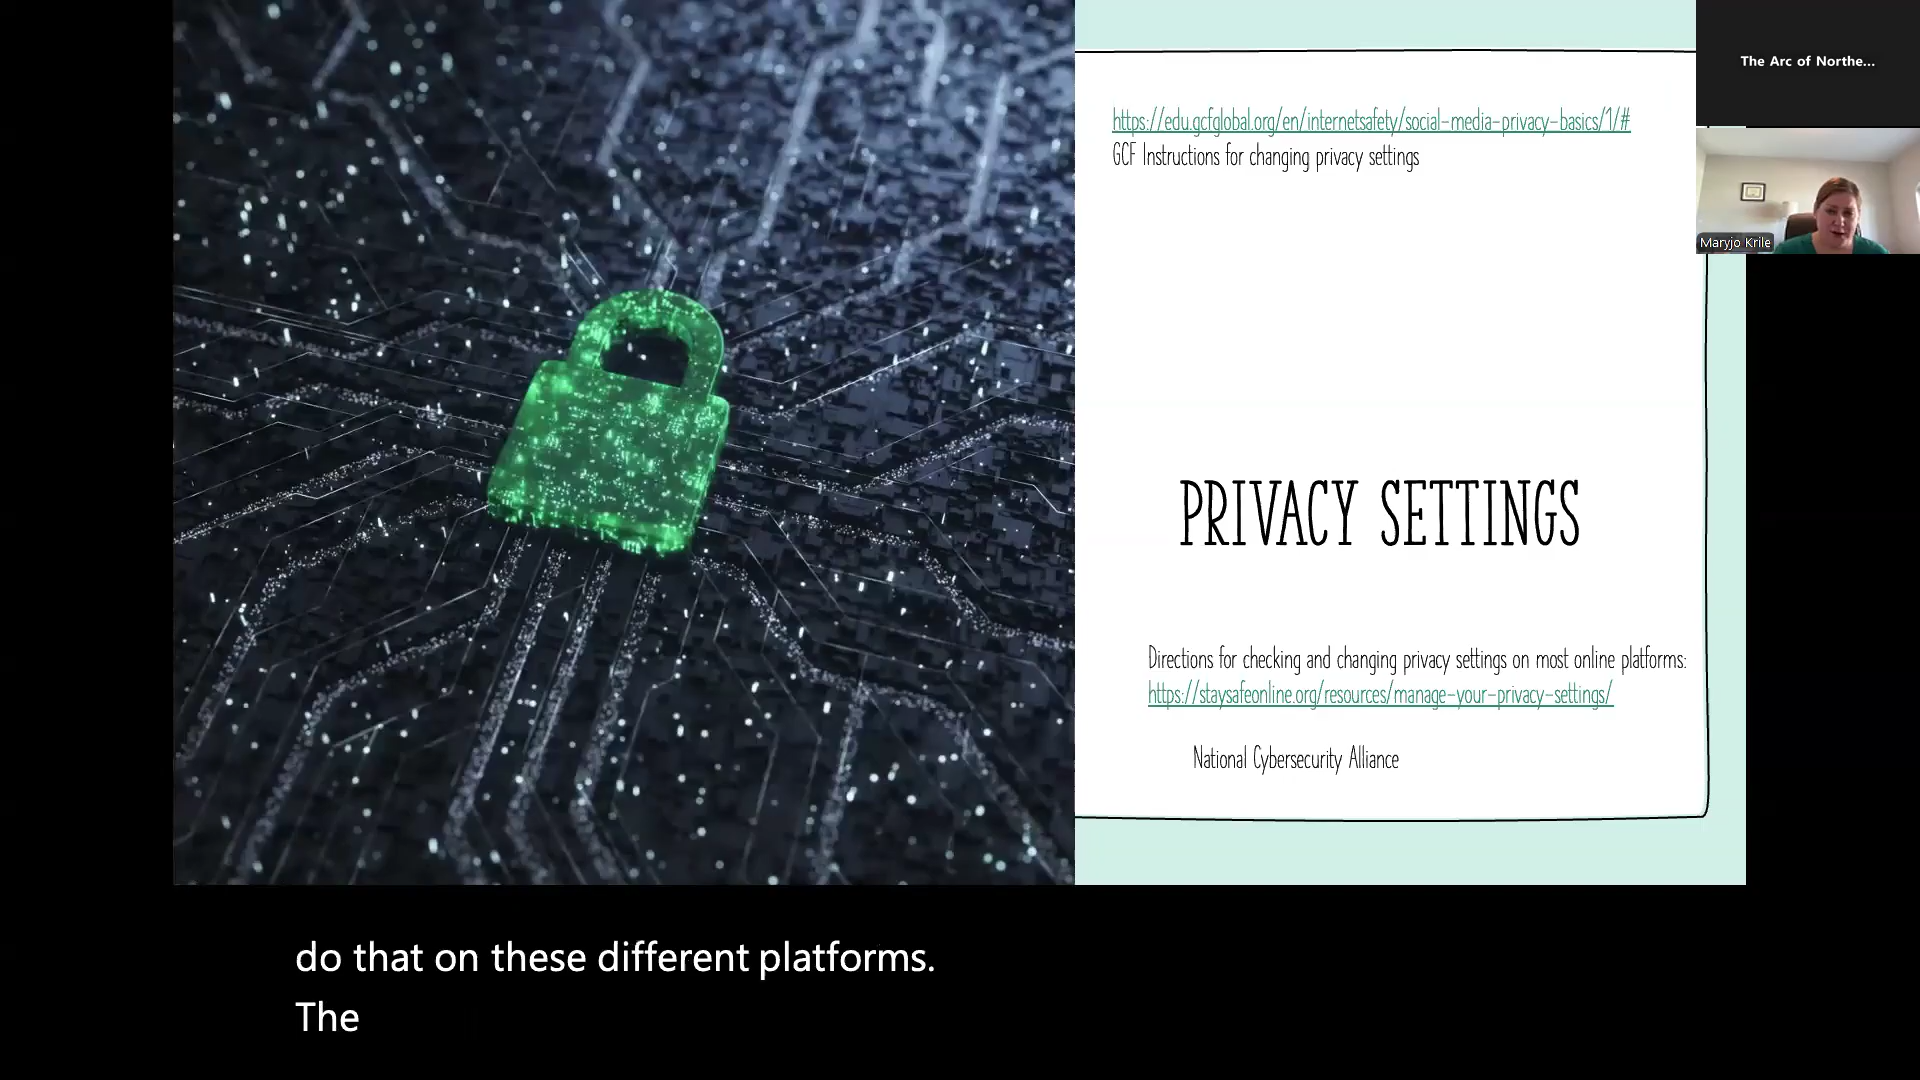 https://edu.gcfglobal.org/en/internetsafety/social-media-privacy-basics/1/#
GCF Instructions for changing privacy settings
PRIVACY SETTINGS
Directions for checking and changing privacy settings on most online platforms:
https://staysafeonline.org/resources/manage-your-privacy-settings/
National Cybersecurity Alliance
The Arc of Northe...
Maryjo Krile
do that on these different platforms.
The